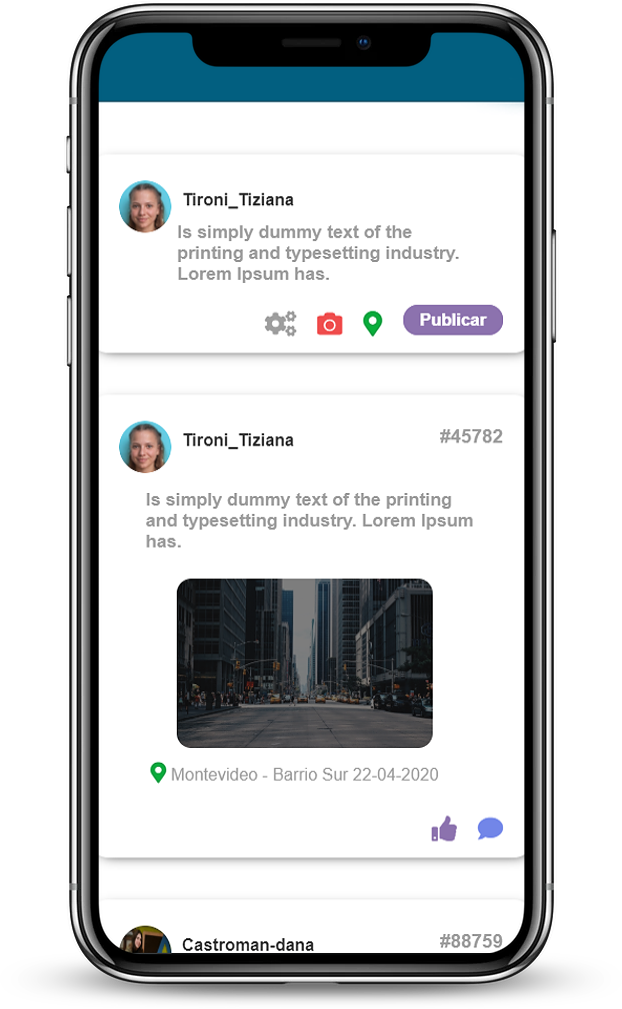 Tironi_Tiziana
Is simply dummy text of the
printing and typesetting industry.
Lorem Ipsum has.
Publicar
Tironi_Tiziana
#45782
Is simply dummy text of the printing
and typesetting industry. Lorem Ipsum
has.
Montevideo - Barrio Sur 22-04-2020
Castroman-dana
#88759